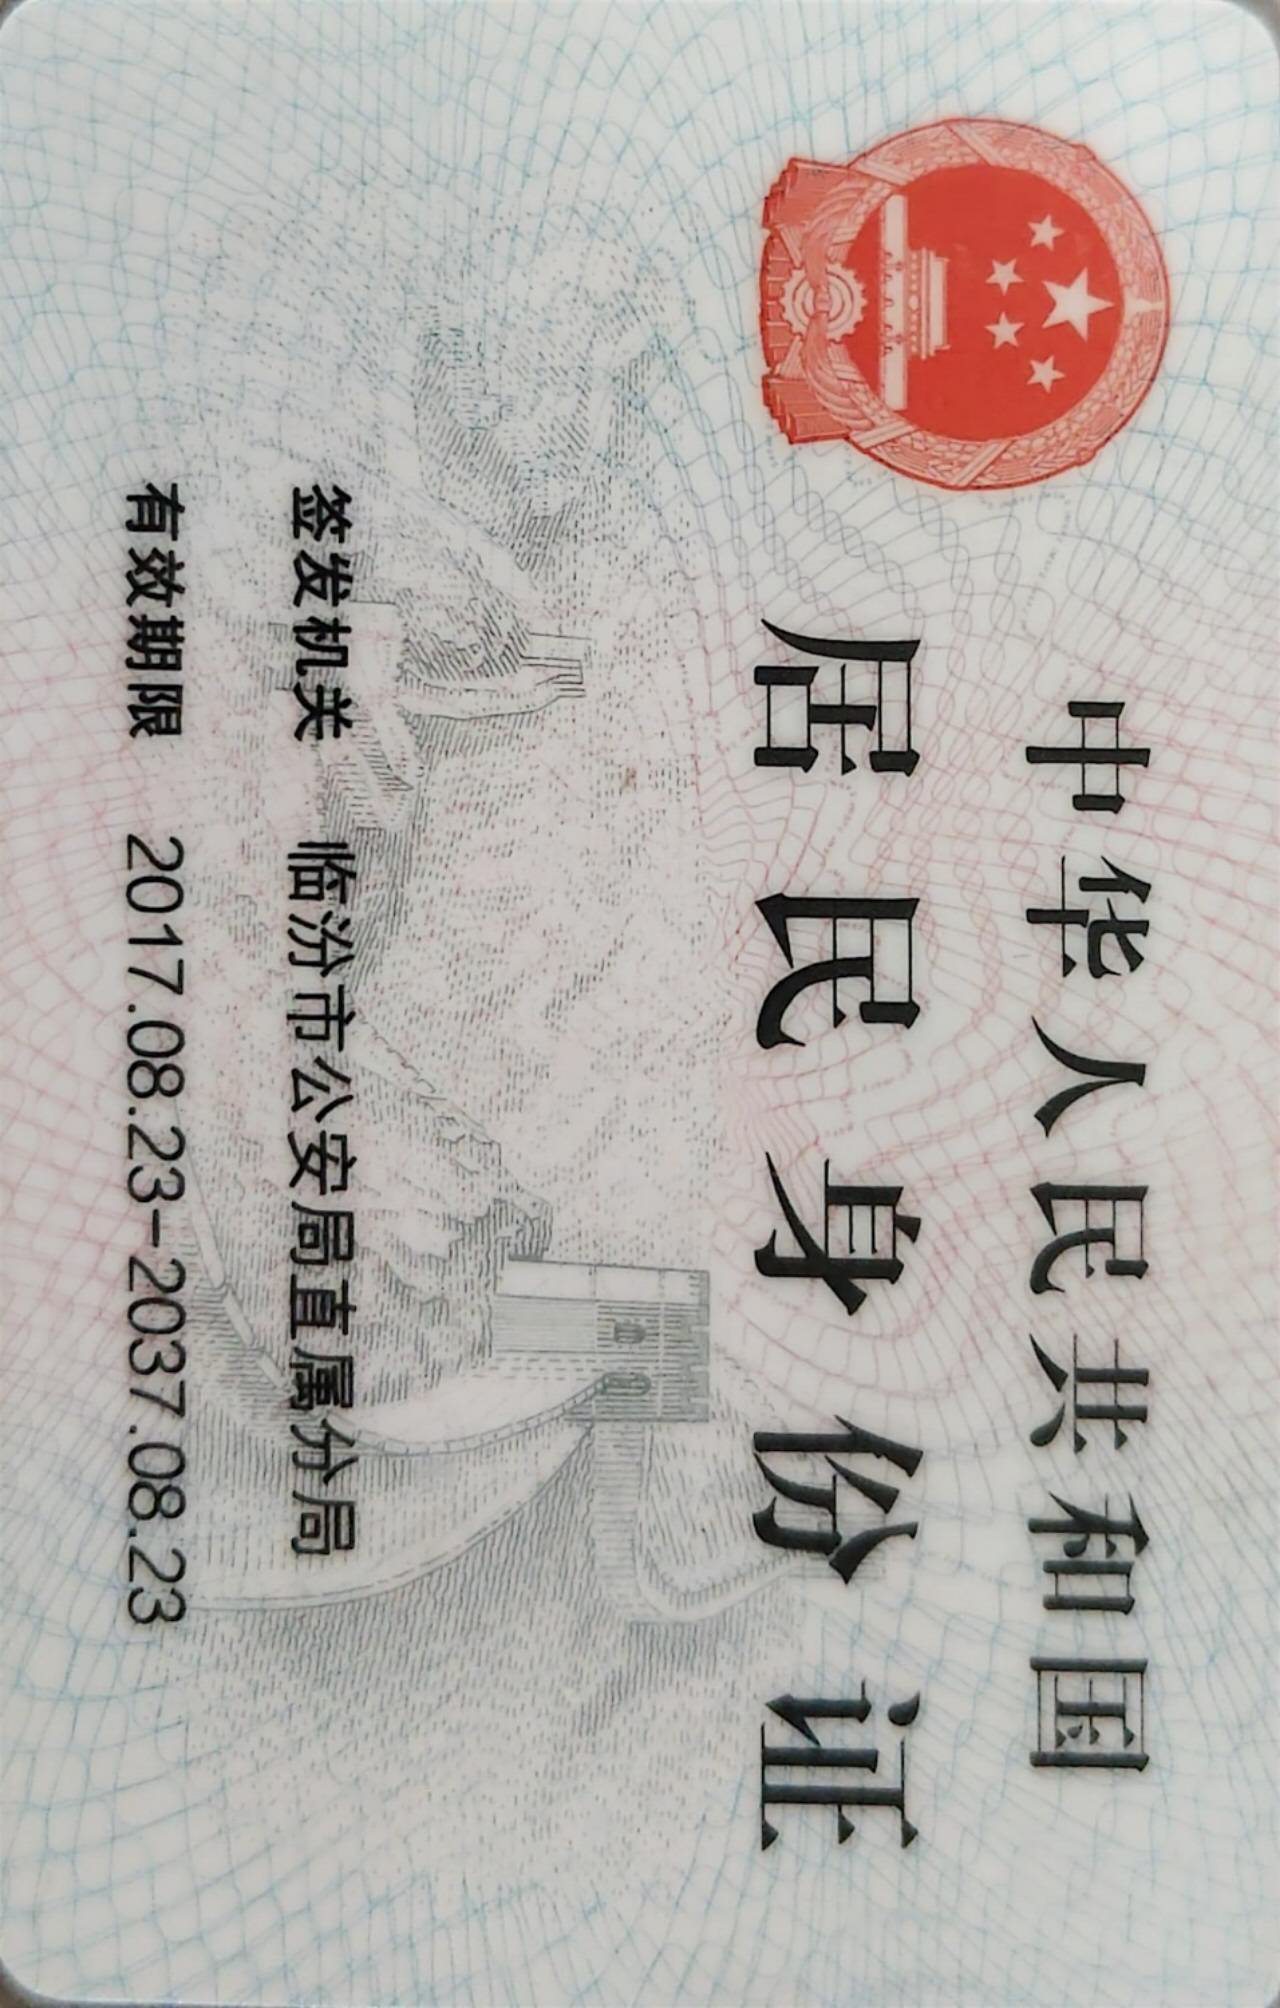 中华人民共和国
居民身份证
签发机关 临汾市公安局直属分局
有效期限 2017.08.23-2037.08.23